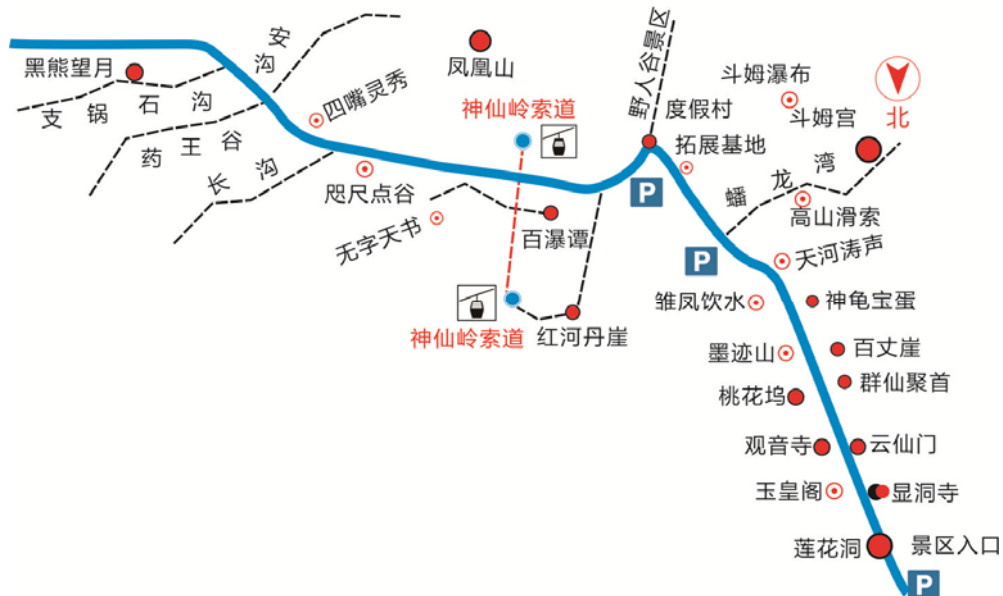 黑熊望月
支锅石沟
安沟
药王谷
长沟
四嘴灵秀
咫尺点谷
凤凰山
神仙岭索道
无字天书
百瀑谭
神仙岭索道
红河丹崖
野人谷景区
度假村
拓展基地
P
P
斗姆瀑布
斗姆宫
北
蟠龙湾
高山滑索
天河涛声
雏凤饮水
神龟宝蛋
墨迹山
百丈崖
群仙聚首
桃花坞
观音寺
云仙门
玉皇阁
显洞寺
莲花洞
景区入口
P